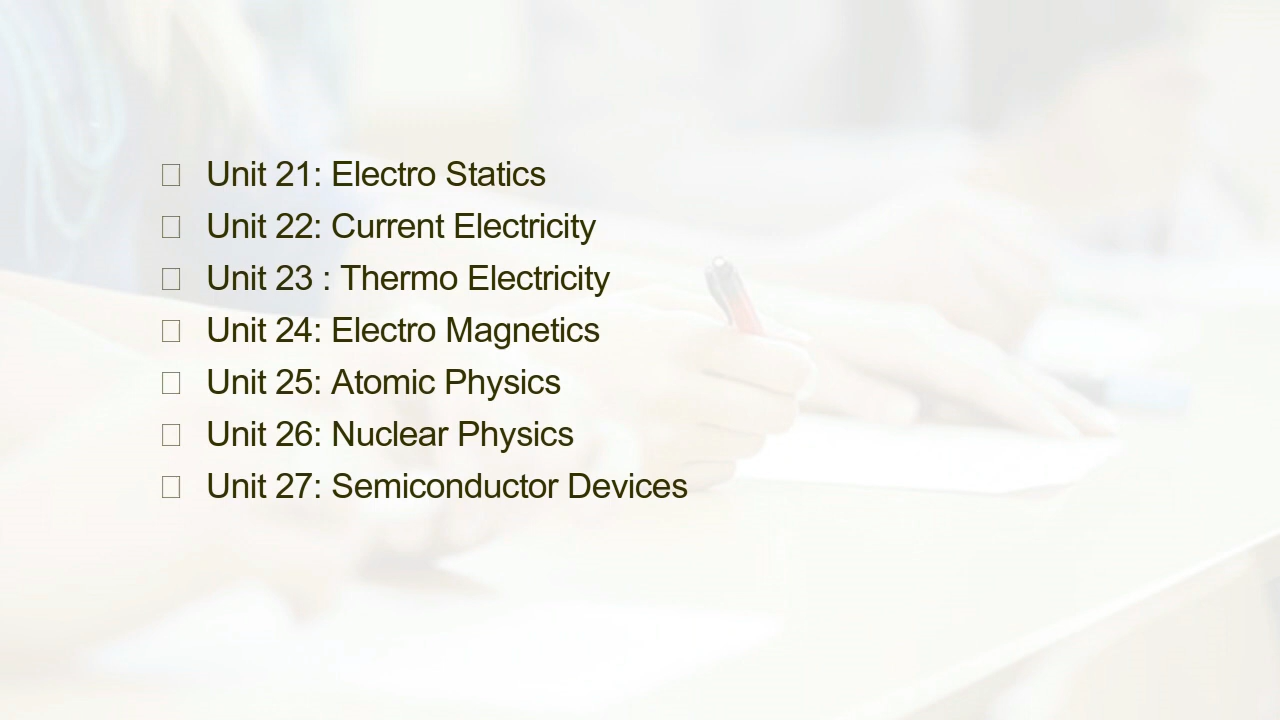 Unit 21: Electro Statics
Unit 22: Current Electricity
Unit 23 : Thermo Electricity
Unit 24: Electro Magnetics
Unit 25: Atomic Physics
Unit 26: Nuclear Physics
Unit 27: Semiconductor Devices